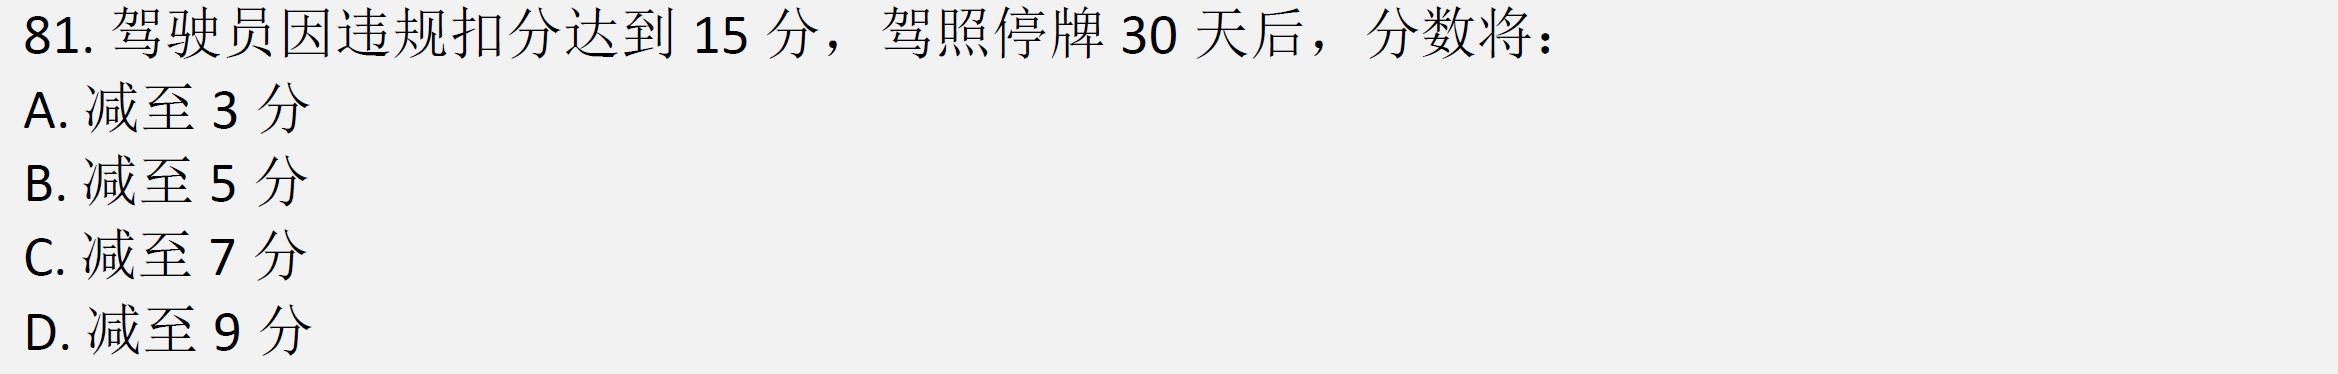 81. 驾驶员因违规扣分达到 15 分，驾照停牌 30 天后，分数将：
A. 减至 3 分
B. 减至 5 分
C. 减至 7 分
D. 减至 9 分